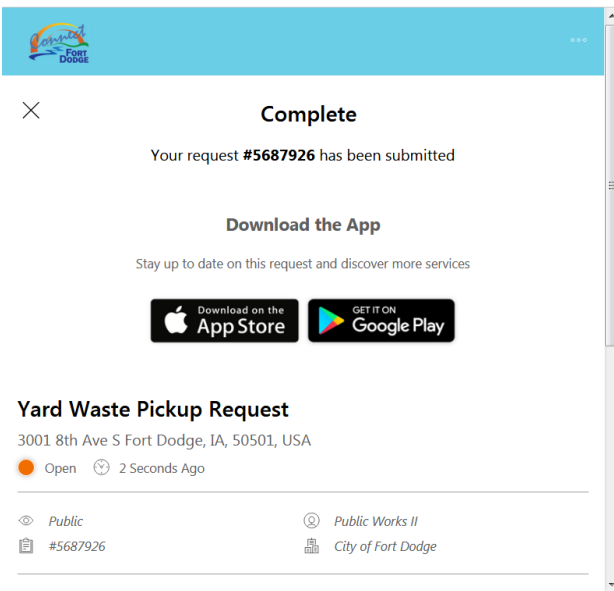 Connect
FORT
DODGE
Complete
Your request #5687926 has been submitted
Download the App
Stay up to date on this request and discover more services
Download on the
App Store
GET IT ON
Google Play
Yard Waste Pickup Request
3001 8th Ave S Fort Dodge, IA, 50501, USA
Open 2 Seconds Ago
Public
Public Works II
#5687926
City of Fort Dodge